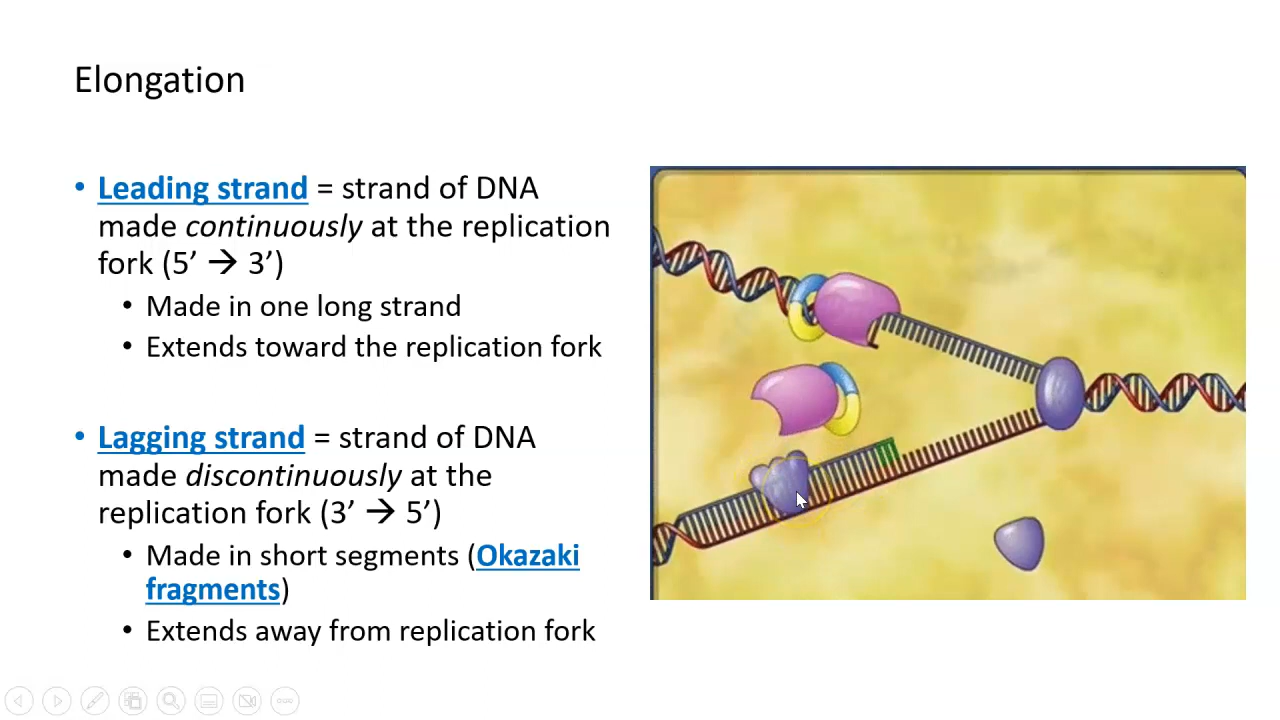 Elongation
• Leading strand = strand of DNA
made continuously at the replication
fork (5’ → 3’)
• Made in one long strand
• Extends toward the replication fork
• Lagging strand = strand of DNA
made discontinuously at the
replication fork (3’ → 5’)
• Made in short segments (Okazaki
fragments)
• Extends away from replication fork